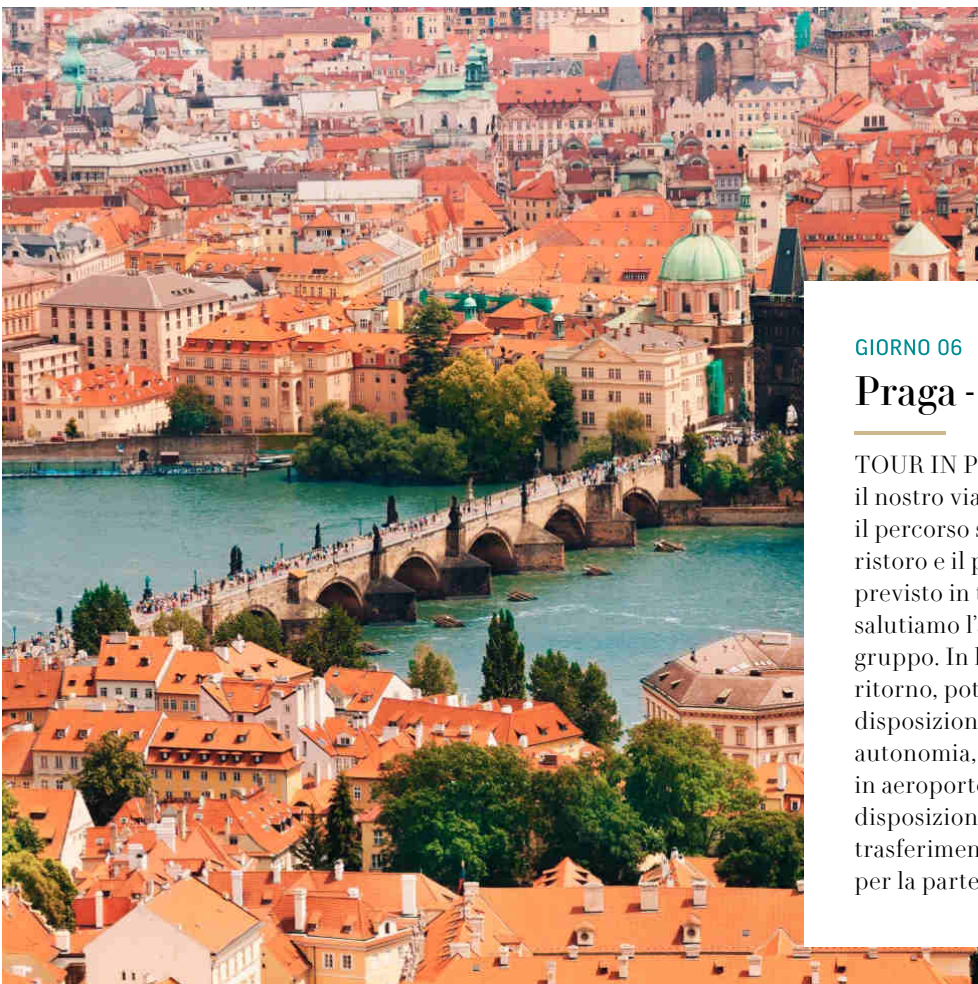 GIORNO 06
Praga -
TOUR IN P
il nostro via
il percorso s
ristoro e il p
previsto in t
salutiamo l’
gruppo. In
ritorno, pot
disposizion
autonomia,
in aeroporto
disposizion
trasferimen
per la parte